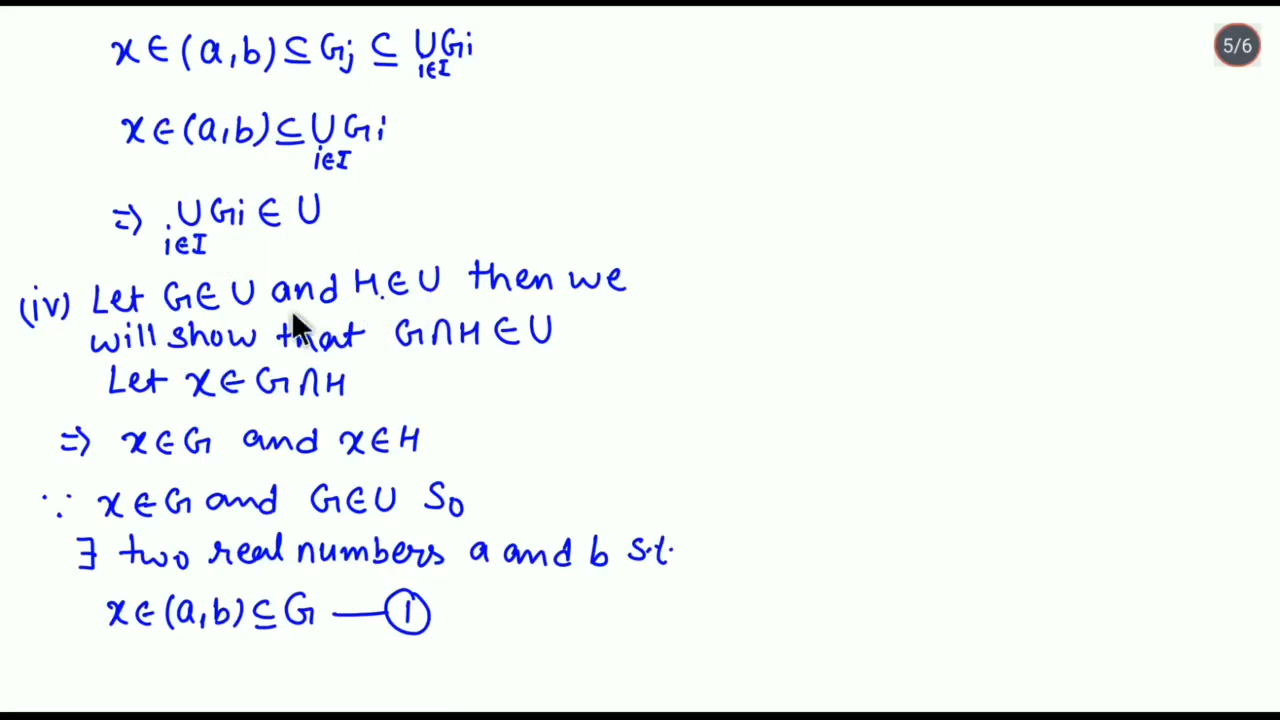 x ∈ (a, b) ⊆ Gj ⊆ ∪Gi
i∈I
5/6
x ∈ (a, b) ⊆ ∪Gi
i∈I
⇒ ∪Gi ∈ U
i∈I
(iv) Let G∈U and H∈U then we
will show that G∩H ∈ U
Let x ∈ G∩H
⇒ x∈G and x∈H
∵ x∈G and G∈U So
∃ two real numbers a and b s.t.
x∈(a,b)⊆G — ①